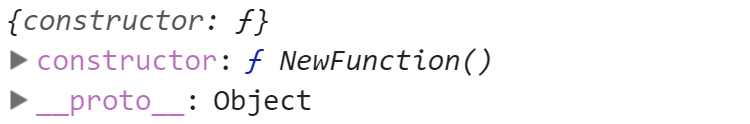 {constructor: ƒ}
▶ constructor: ƒ NewFunction()
▶ __proto__: Object